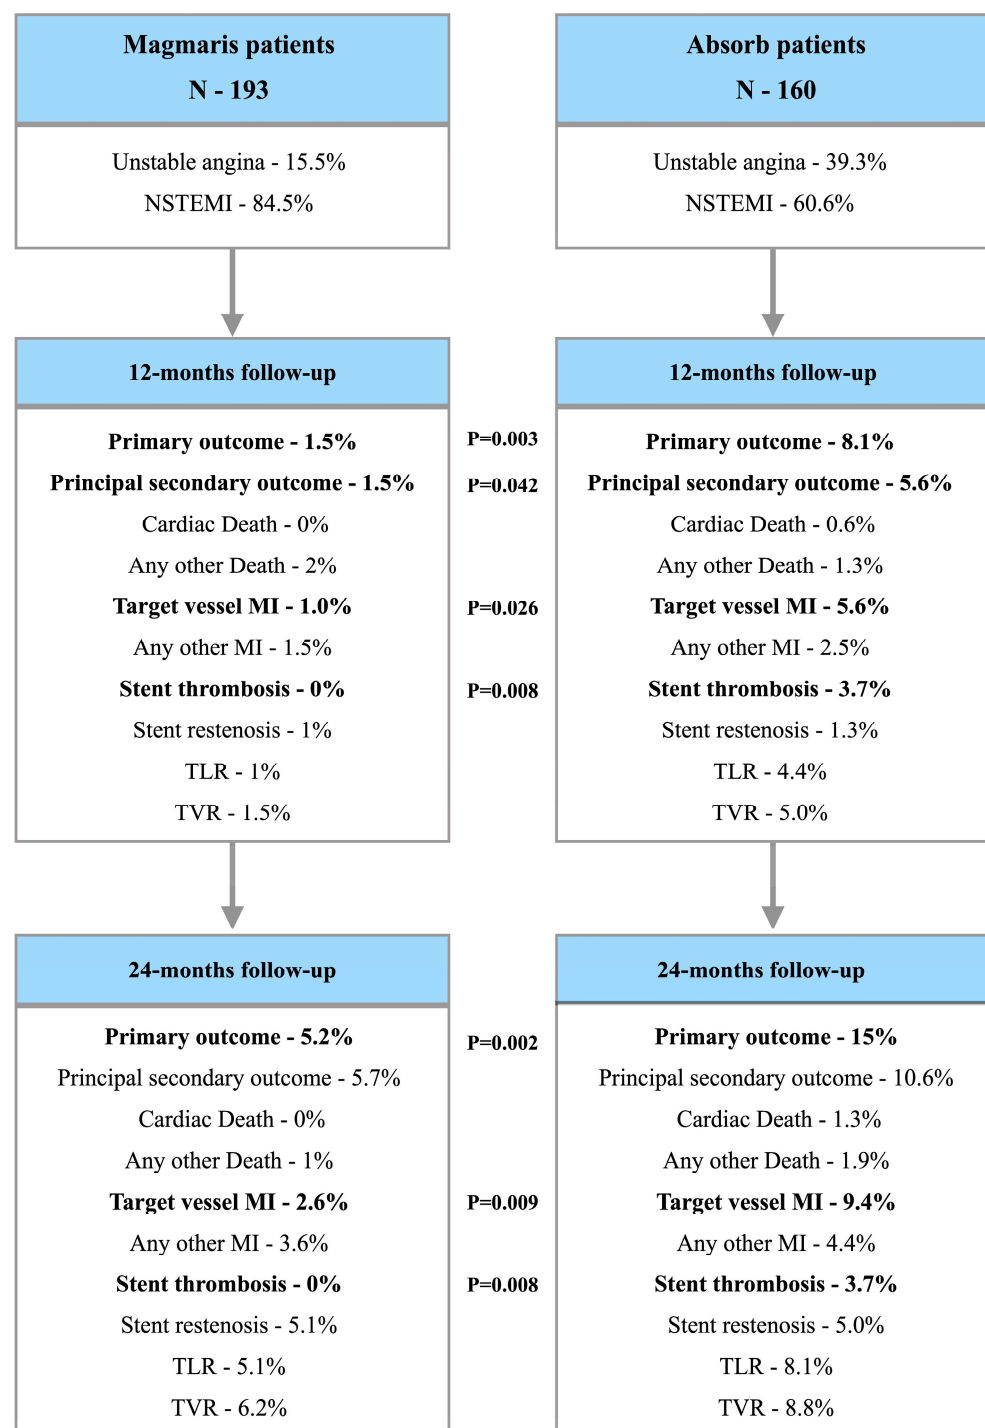 Magmaris patients
N - 193
Unstable angina - 15.5%
NSTEMI - 84.5%
Absorb patients
N - 160
Unstable angina - 39.3%
NSTEMI - 60.6%
12-months follow-up
Primary outcome - 1.5%
Principal secondary outcome - 1.5%
Cardiac Death - 0%
Any other Death - 2%
Target vessel MI - 1.0%
Any other MI - 1.5%
Stent thrombosis - 0%
Stent restenosis - 1%
TLR - 1%
TVR - 1.5%
P=0.003
P=0.042
P=0.026
P=0.008
12-months follow-up
Primary outcome - 8.1%
Principal secondary outcome - 5.6%
Cardiac Death - 0.6%
Any other Death - 1.3%
Target vessel MI - 5.6%
Any other MI - 2.5%
Stent thrombosis - 3.7%
Stent restenosis - 1.3%
TLR - 4.4%
TVR - 5.0%
24-months follow-up
Primary outcome - 5.2%
Principal secondary outcome - 5.7%
Cardiac Death - 0%
Any other Death - 1%
Target vessel MI - 2.6%
Any other MI - 3.6%
Stent thrombosis - 0%
Stent restenosis - 5.1%
TLR - 5.1%
TVR - 6.2%
P=0.002
P=0.009
P=0.008
24-months follow-up
Primary outcome - 15%
Principal secondary outcome - 10.6%
Cardiac Death - 1.3%
Any other Death - 1.9%
Target vessel MI - 9.4%
Any other MI - 4.4%
Stent thrombosis - 3.7%
Stent restenosis - 5.0%
TLR - 8.1%
TVR - 8.8%